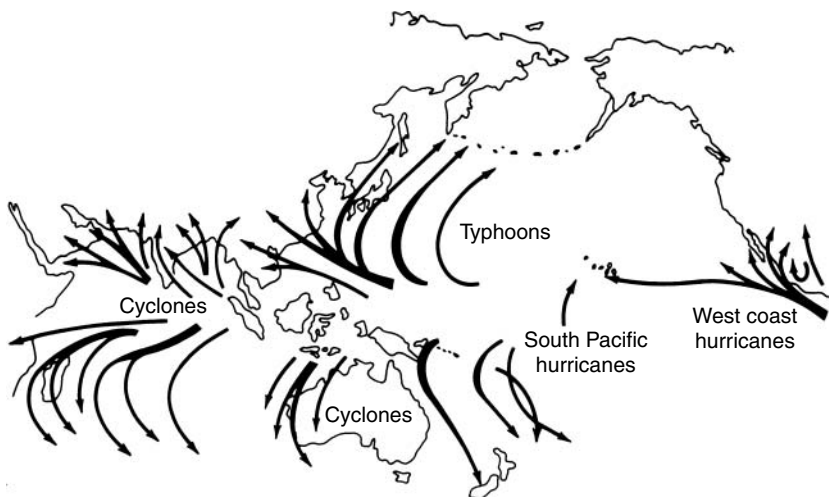 Typhoons
Cyclones
South Pacific
hurricanes
West coast
hurricanes
Cyclones